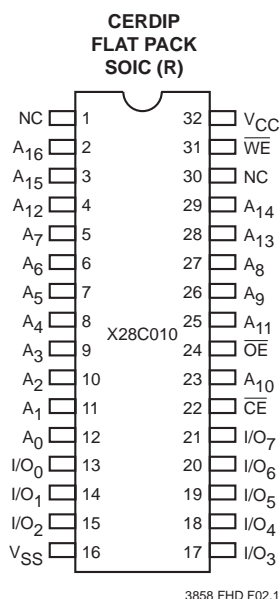 CERDIP
FLAT PACK
SOIC (R)
NC 1 32 VCC
A16 2 31 WE
A15 3 30 NC
A12 4 29 A14
A7 5 28 A13
A6 6 27 A8
A5 7 26 A9
A4 8 25 A11
X28C010
A3 9 24 OE
A2 10 23 A10
A1 11 22 CE
A0 12 21 I/O7
I/O0 13 20 I/O6
I/O1 14 19 I/O5
I/O2 15 18 I/O4
VSS 16 17 I/O3
3858 FHD F02.1